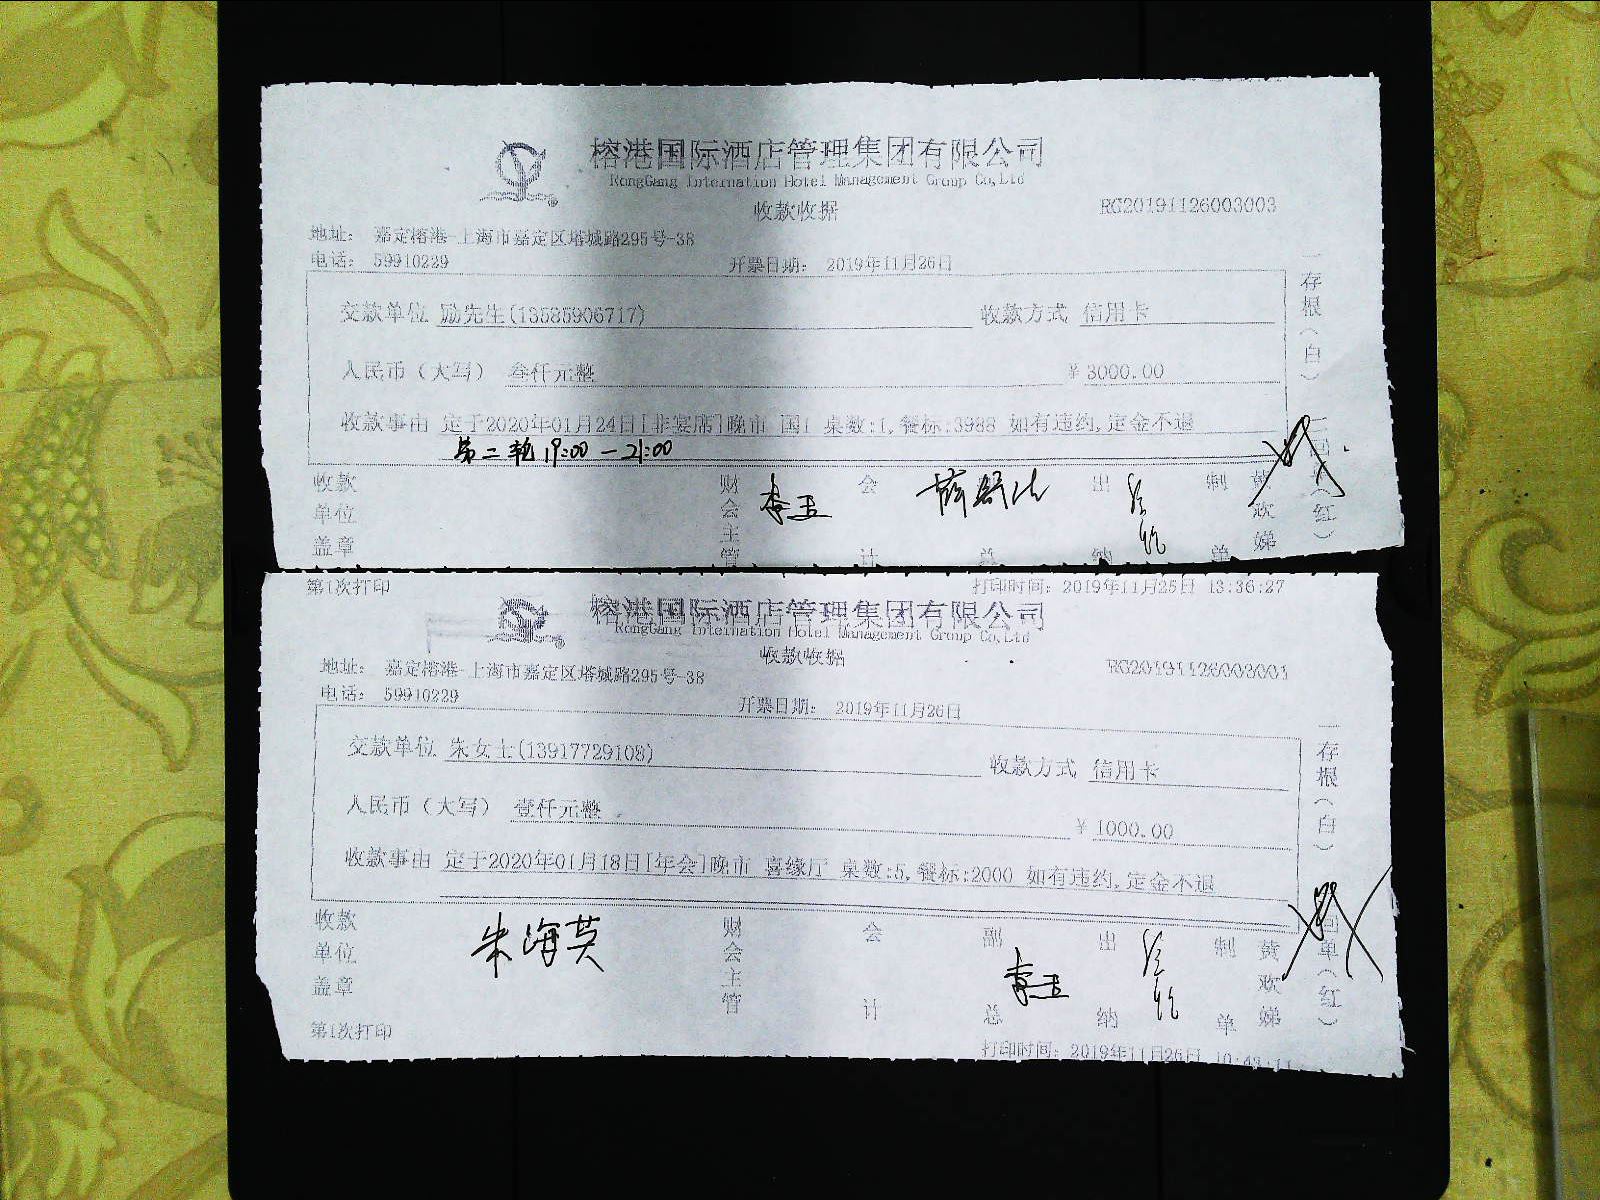 榕港国际酒店管理集团有限公司
RongGang Internation Hotel Management Group Co,Ltd
收款收据
RG20191126003003
地址： 嘉定榕港-上海市嘉定区塔城路295号-38
电话： 59910229
开票日期： 2019年11月26日
交款单位 励先生(13585906717)
收款方式 信用卡
人民币（大写） 叁仟元整
¥ 3000.00
收款事由 定于2020年01月24日[非宴席]晚市 国1 桌数:1,餐标:3988 如有违约,定金不退
第二轮 19:00-21:00
一存根（白）
收款单位盖章
财会主管
李玉
会计
总
出纳
制单
黄欢娣
第1次打印
打印时间： 2019年11月25日 13:36:27
榕港国际酒店管理集团有限公司
RongGang Internation Hotel Management Group Co,Ltd
收款收据
RG20191126003001
地址： 嘉定榕港-上海市嘉定区塔城路295号-38
电话： 59910229
开票日期： 2019年11月26日
交款单位 朱女士(13917729108)
收款方式 信用卡
人民币（大写） 壹仟元整
¥ 1000.00
收款事由 定于2020年01月18日[年会]晚市 喜缘厅 桌数:5,餐标:2000 如有违约,定金不退
一存根（白）
收款单位盖章
朱海英
财会主管
会计
副总
李玉
出纳
制单
黄欢娣
第1次打印
打印时间： 2019年11月26日